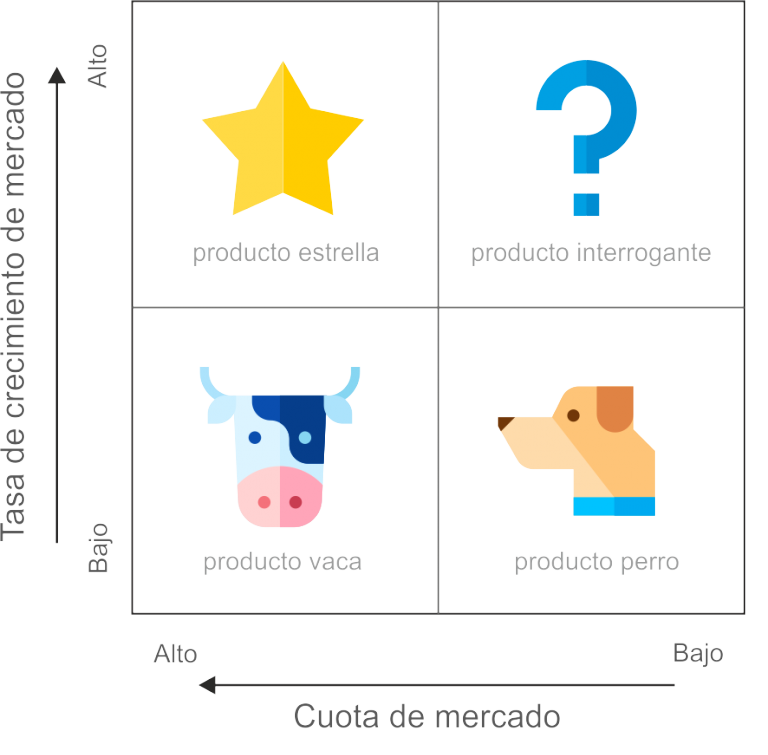 Alto
Tasa de crecimiento de mercado
producto estrella
producto interrogante
Bajo
producto vaca
producto perro
Alto
Bajo
Cuota de mercado